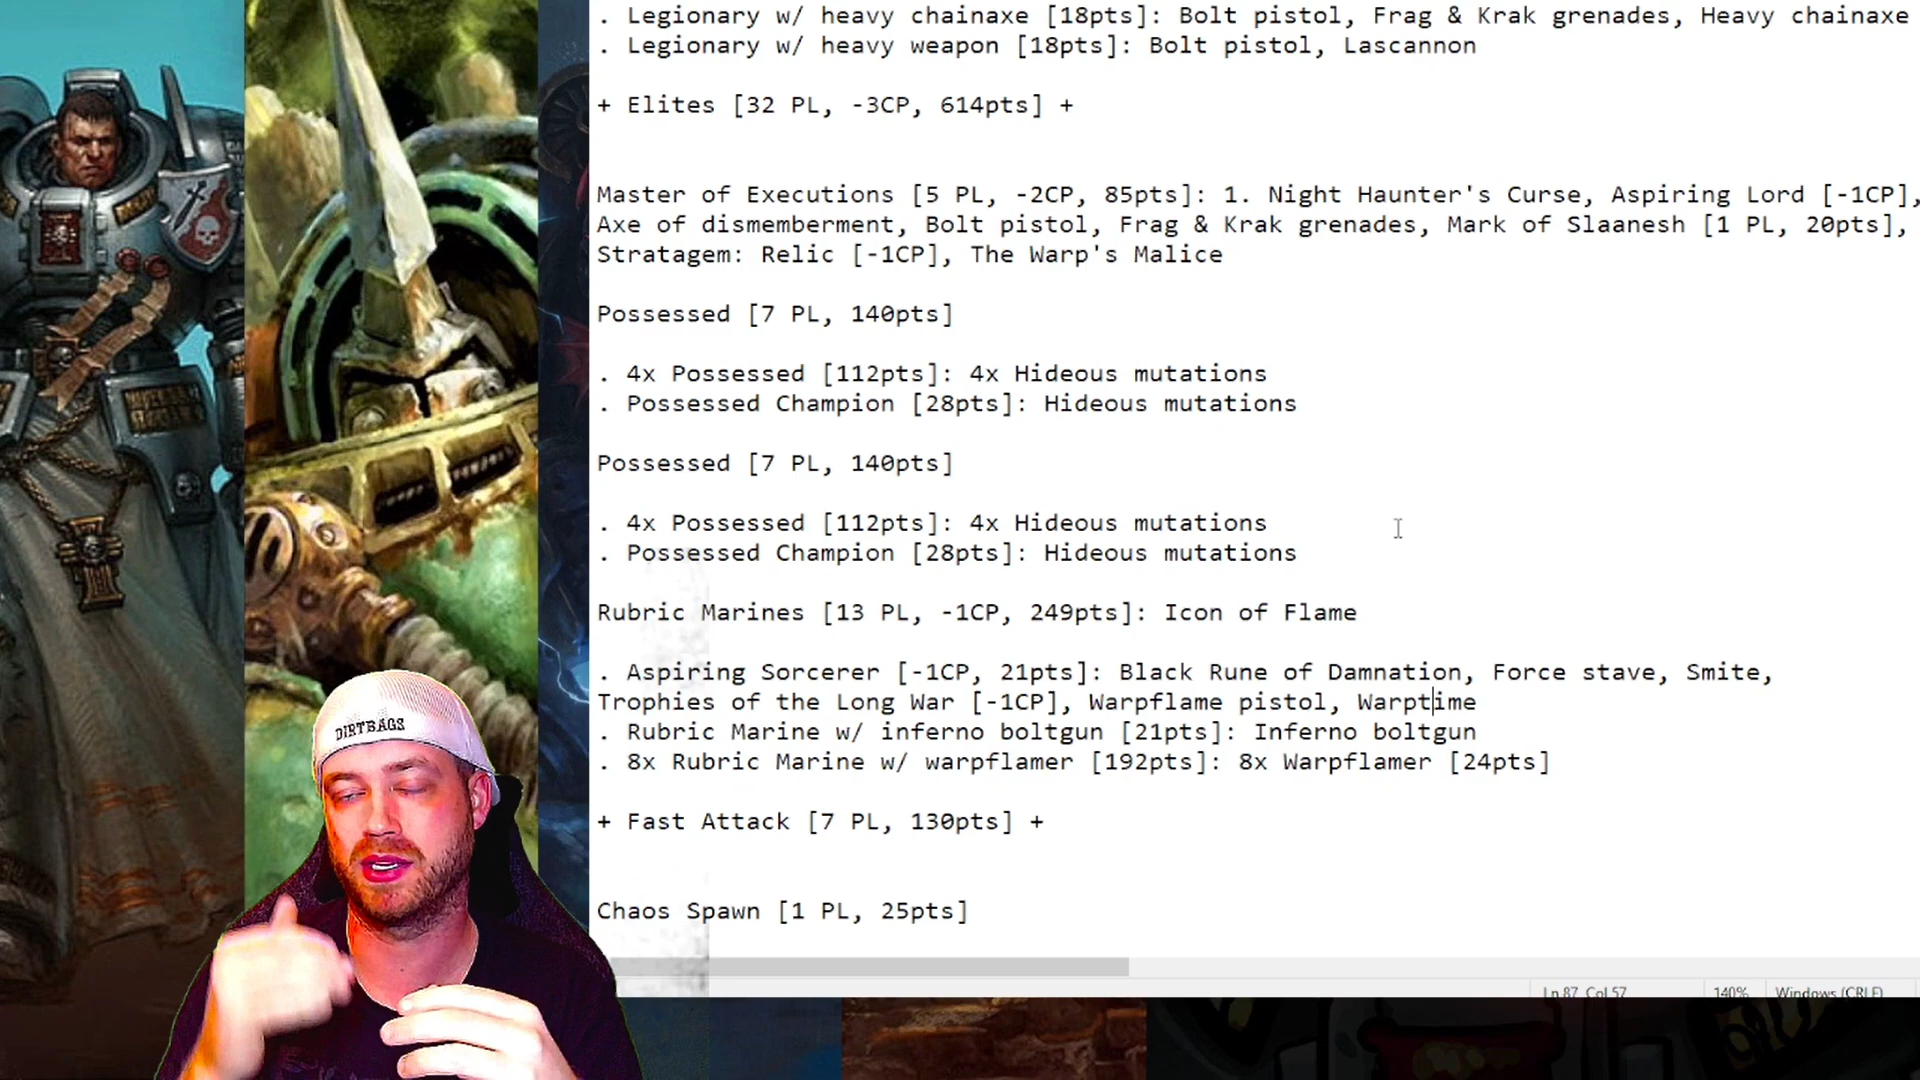 . Legionary w/ heavy chainaxe [18pts]: Bolt pistol, Frag & Krak grenades, Heavy chainaxe
. Legionary w/ heavy weapon [18pts]: Bolt pistol, Lascannon
+ Elites [32 PL, -3CP, 614pts] +
Master of Executions [5 PL, -2CP, 85pts]: 1. Night Haunter's Curse, Aspiring Lord [-1CP],
Axe of dismemberment, Bolt pistol, Frag & Krak grenades, Mark of Slaanesh [1 PL, 20pts],
Stratagem: Relic [-1CP], The Warp's Malice
Possessed [7 PL, 140pts]
. 4x Possessed [112pts]: 4x Hideous mutations
. Possessed Champion [28pts]: Hideous mutations
Possessed [7 PL, 140pts]
. 4x Possessed [112pts]: 4x Hideous mutations
. Possessed Champion [28pts]: Hideous mutations
Rubric Marines [13 PL, -1CP, 249pts]: Icon of Flame
. Aspiring Sorcerer [-1CP, 21pts]: Black Rune of Damnation, Force stave, Smite,
Trophies of the Long War [-1CP], Warpflame pistol, Warptime
. Rubric Marine w/ inferno boltgun [21pts]: Inferno boltgun
. 8x Rubric Marine w/ warpflamer [192pts]: 8x Warpflamer [24pts]
+ Fast Attack [7 PL, 130pts] +
Chaos Spawn [1 PL, 25pts]
Ln 87, Col 57 140% Windows (CRLF)
DIRTBAGS